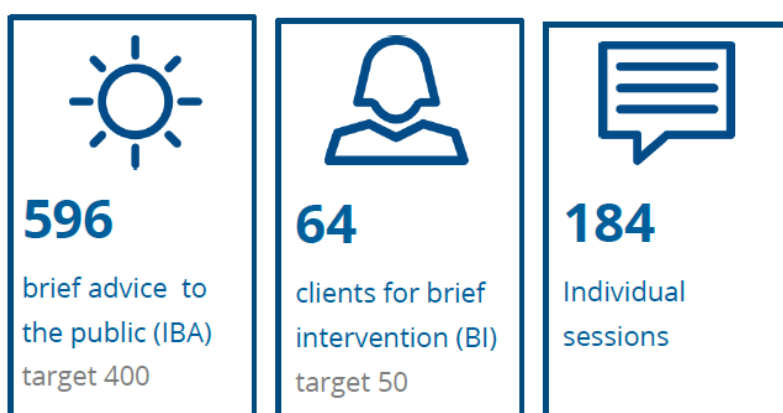 596
brief advice to
the public (IBA)
target 400
64
clients for brief
intervention (BI)
target 50
184
Individual
sessions